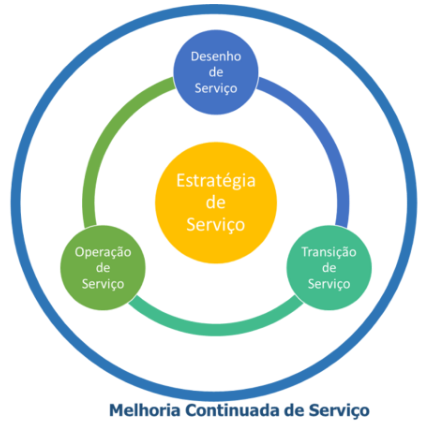 Desenho
de
Serviço
Estratégia
de
Serviço
Operação
de
Serviço
Transição
de
Serviço
Melhoria Continuada de Serviço